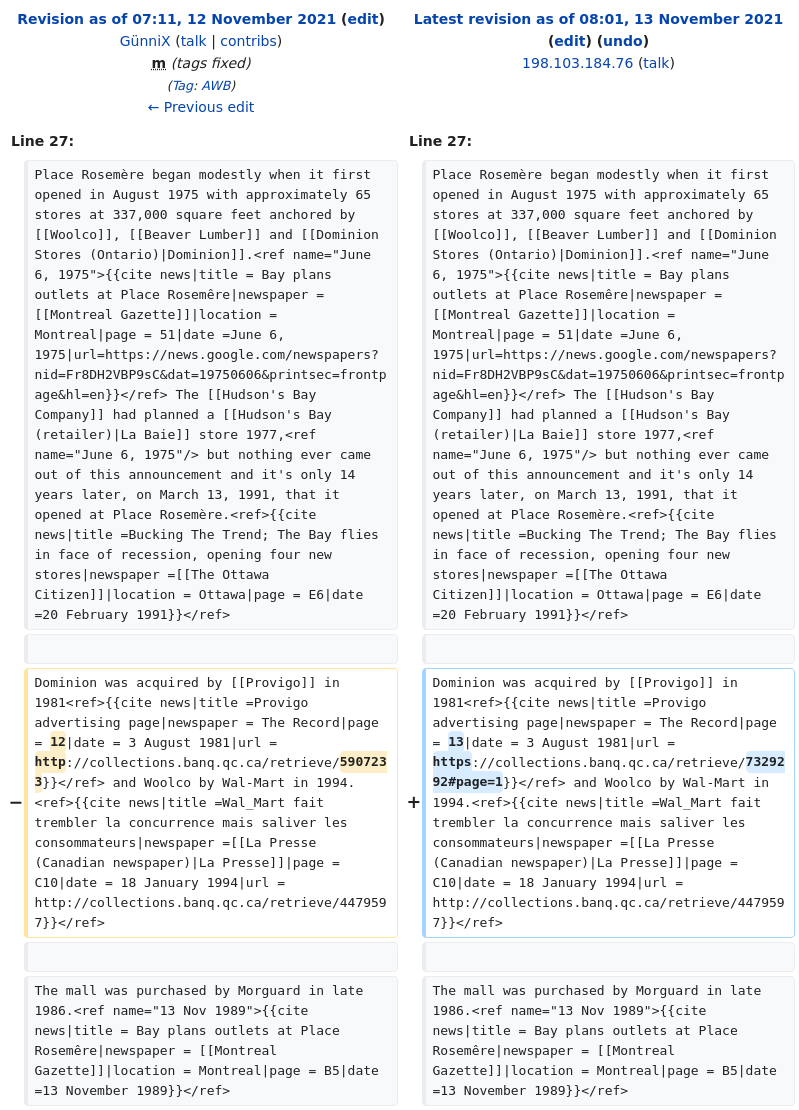 Revision as of 07:11, 12 November 2021 (edit)
GünniX (talk | contribs)
m (tags fixed)
(Tag: AWB)
← Previous edit
Latest revision as of 08:01, 13 November 2021
(edit) (undo)
198.103.184.76 (talk)
Line 27:
Line 27:
Place Rosemère began modestly when it first
opened in August 1975 with approximately 65
stores at 337,000 square feet anchored by
[[Woolco]], [[Beaver Lumber]] and [[Dominion
Stores (Ontario)|Dominion]].<ref name="June
6, 1975">{{cite news|title = Bay plans
outlets at Place Rosemêre|newspaper =
[[Montreal Gazette]]|location =
Montreal|page = 51|date =June 6,
1975|url=https://news.google.com/newspapers?
nid=Fr8DH2VBP9sC&dat=19750606&printsec=frontp
age&hl=en}}</ref> The [[Hudson's Bay
Company]] had planned a [[Hudson's Bay
(retailer)|La Baie]] store 1977,<ref
name="June 6, 1975"/> but nothing ever came
out of this announcement and it's only 14
years later, on March 13, 1991, that it
opened at Place Rosemère.<ref>{{cite
news|title =Bucking The Trend; The Bay flies
in face of recession, opening four new
stores|newspaper =[[The Ottawa
Citizen]]|location = Ottawa|page = E6|date
=20 February 1991}}</ref>
Place Rosemère began modestly when it first
opened in August 1975 with approximately 65
stores at 337,000 square feet anchored by
[[Woolco]], [[Beaver Lumber]] and [[Dominion
Stores (Ontario)|Dominion]].<ref name="June
6, 1975">{{cite news|title = Bay plans
outlets at Place Rosemêre|newspaper =
[[Montreal Gazette]]|location =
Montreal|page = 51|date =June 6,
1975|url=https://news.google.com/newspapers?
nid=Fr8DH2VBP9sC&dat=19750606&printsec=frontp
age&hl=en}}</ref> The [[Hudson's Bay
Company]] had planned a [[Hudson's Bay
(retailer)|La Baie]] store 1977,<ref
name="June 6, 1975"/> but nothing ever came
out of this announcement and it's only 14
years later, on March 13, 1991, that it
opened at Place Rosemère.<ref>{{cite
news|title =Bucking The Trend; The Bay flies
in face of recession, opening four new
stores|newspaper =[[The Ottawa
Citizen]]|location = Ottawa|page = E6|date
=20 February 1991}}</ref>
−
Dominion was acquired by [[Provigo]] in
1981<ref>{{cite news|title =Provigo
advertising page|newspaper = The Record|page
= 12|date = 3 August 1981|url =
http://collections.banq.qc.ca/retrieve/590723
3}}</ref> and Woolco by Wal-Mart in 1994.
<ref>{{cite news|title =Wal_Mart fait
trembler la concurrence mais saliver les
consommateurs|newspaper =[[La Presse
(Canadian newspaper)|La Presse]]|page =
C10|date = 18 January 1994|url =
http://collections.banq.qc.ca/retrieve/447959
7}}</ref>
+
Dominion was acquired by [[Provigo]] in
1981<ref>{{cite news|title =Provigo
advertising page|newspaper = The Record|page
= 13|date = 3 August 1981|url =
https://collections.banq.qc.ca/retrieve/73292
92#page=1}}</ref> and Woolco by Wal-Mart in
1994.<ref>{{cite news|title =Wal_Mart fait
trembler la concurrence mais saliver les
consommateurs|newspaper =[[La Presse
(Canadian newspaper)|La Presse]]|page =
C10|date = 18 January 1994|url =
http://collections.banq.qc.ca/retrieve/447959
7}}</ref>
The mall was purchased by Morguard in late
1986.<ref name="13 Nov 1989">{{cite
news|title = Bay plans outlets at Place
Rosemêre|newspaper = [[Montreal
Gazette]]|location = Montreal|page = B5|date
=13 November 1989}}</ref>
The mall was purchased by Morguard in late
1986.<ref name="13 Nov 1989">{{cite
news|title = Bay plans outlets at Place
Rosemêre|newspaper = [[Montreal
Gazette]]|location = Montreal|page = B5|date
=13 November 1989}}</ref>